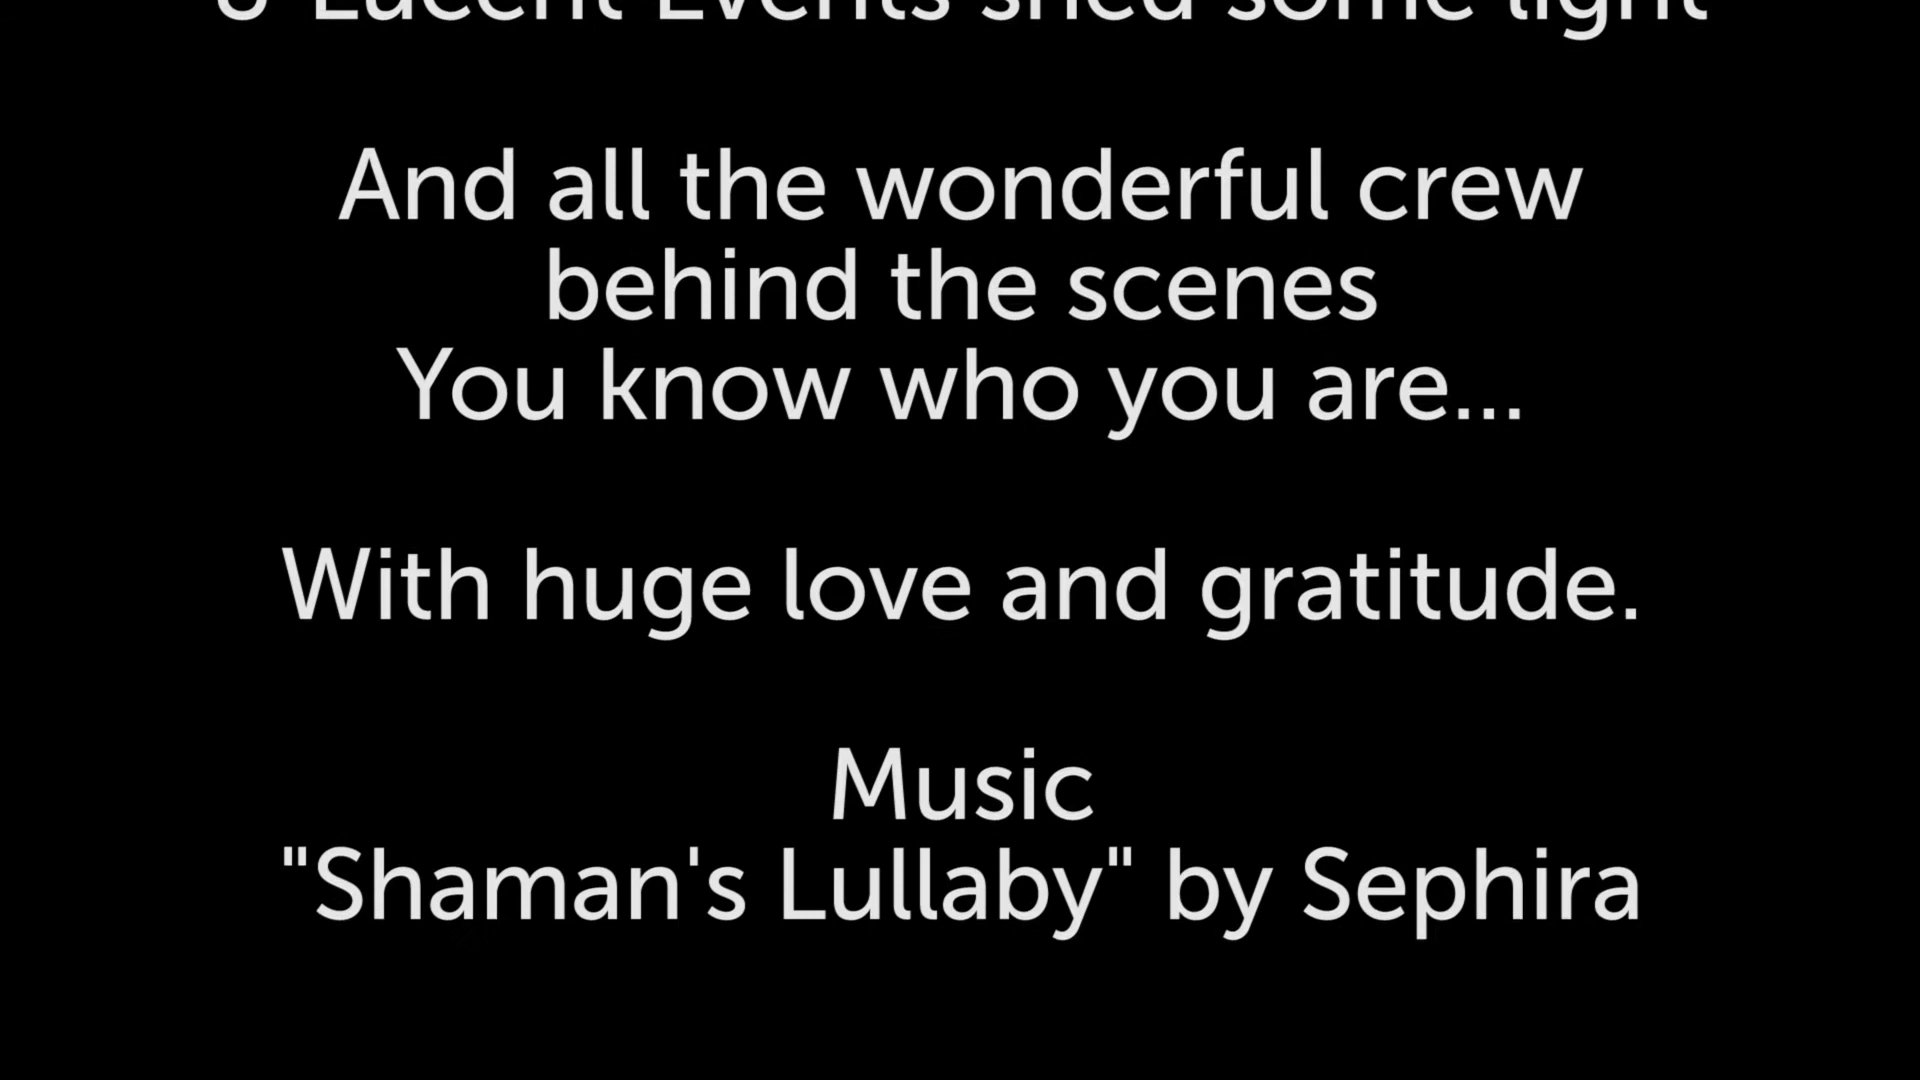 Lucent Events shed some light
And all the wonderful crew
behind the scenes
You know who you are...
With huge love and gratitude.
Music
"Shaman's Lullaby" by Sephira